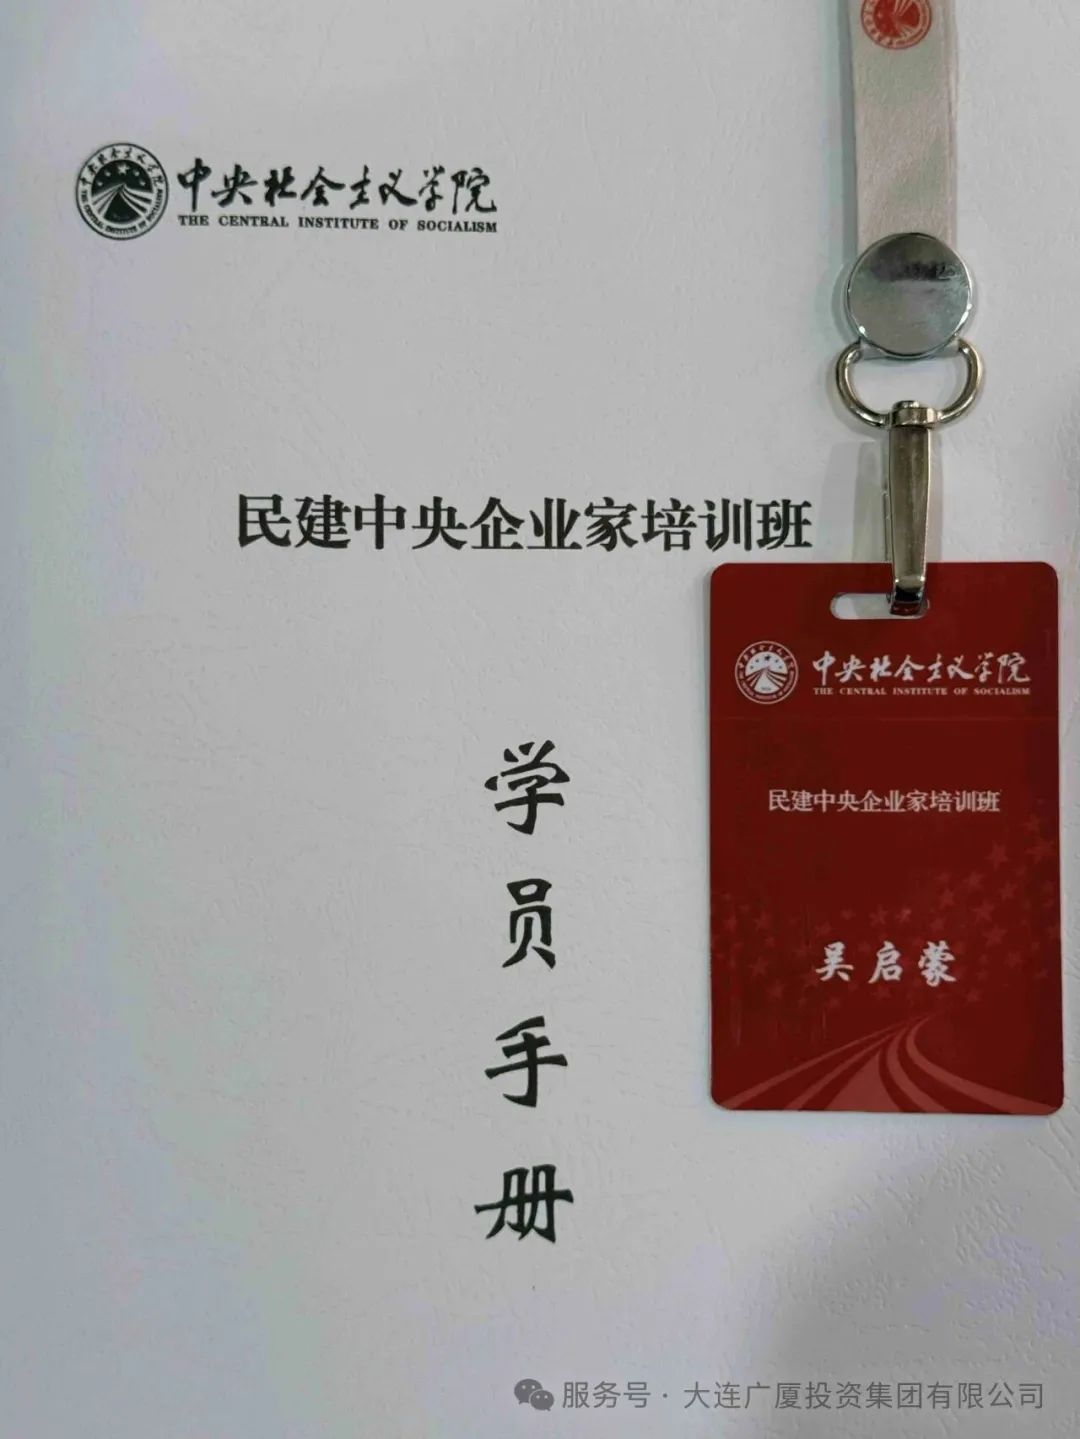 中央社会主义学院
THE CENTRAL INSTITUTE OF SOCIALISM
民建中央企业家培训班
学
员
手
册
中央社会主义学院
THE CENTRAL INSTITUTE OF SOCIALISM
民建中央企业家培训班
吴启蒙
服务号 · 大连广厦投资集团有限公司